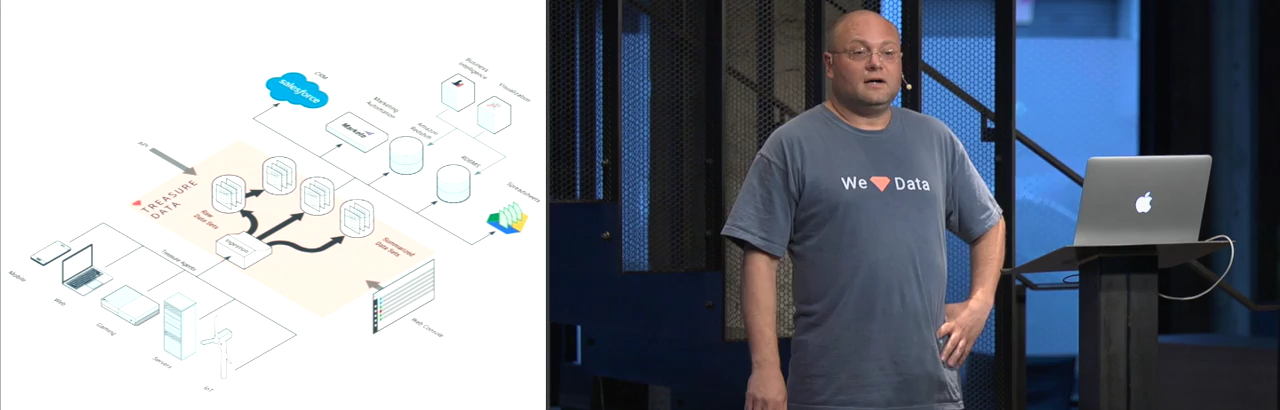 CRM
salesforce
Business
Intelligence
Visualization
Marketing
Automation
Marketo
Amazon
Redshift
RDBMS
Spreadsheets
API
TREASURE
DATA
Raw
Data Sets
Summarized
Data Sets
Ingestion
Treasure Agents
Mobile
Web
Gaming
Servers
IoT
Web Console
We Data